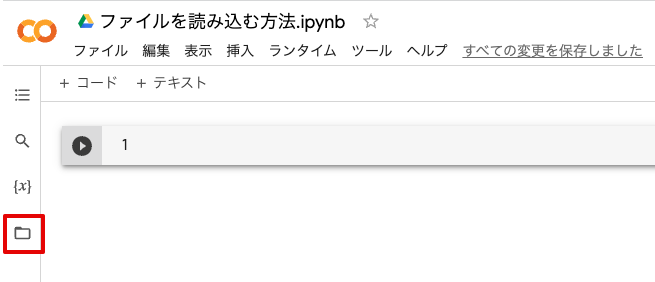 ファイルを読み込む方法.ipynb
ファイル 編集 表示 挿入 ランタイム ツール ヘルプ すべての変更を保存しました
+ コード + テキスト
1
{x}